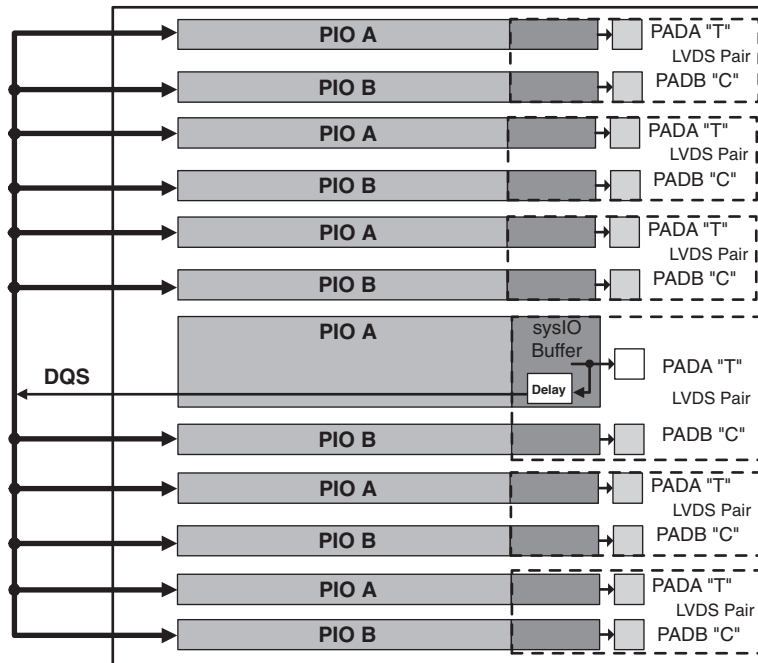 PIO A
PADA "T"
LVDS Pair
PIO B
PADB "C"
PIO A
PADA "T"
LVDS Pair
PIO B
PADB "C"
PIO A
PADA "T"
LVDS Pair
PIO B
PADB "C"
PIO A
sysIO
Buffer
PADA "T"
DQS
Delay
LVDS Pair
PIO B
PADB "C"
PIO A
PADA "T"
LVDS Pair
PIO B
PADB "C"
PIO A
PADA "T"
LVDS Pair
PIO B
PADB "C"